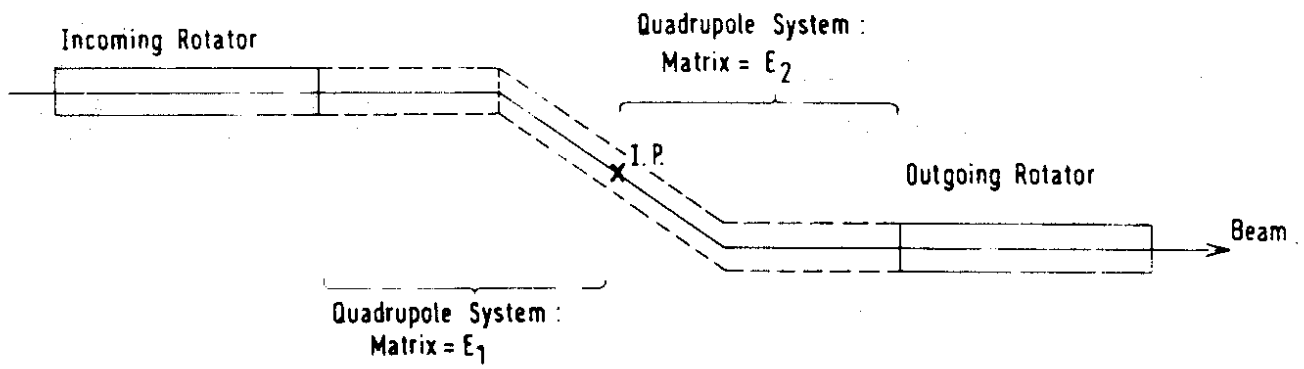 Incoming Rotator
Quadrupole System :
Matrix = E2
I.P.
Outgoing Rotator
Beam
Quadrupole System :
Matrix = E1